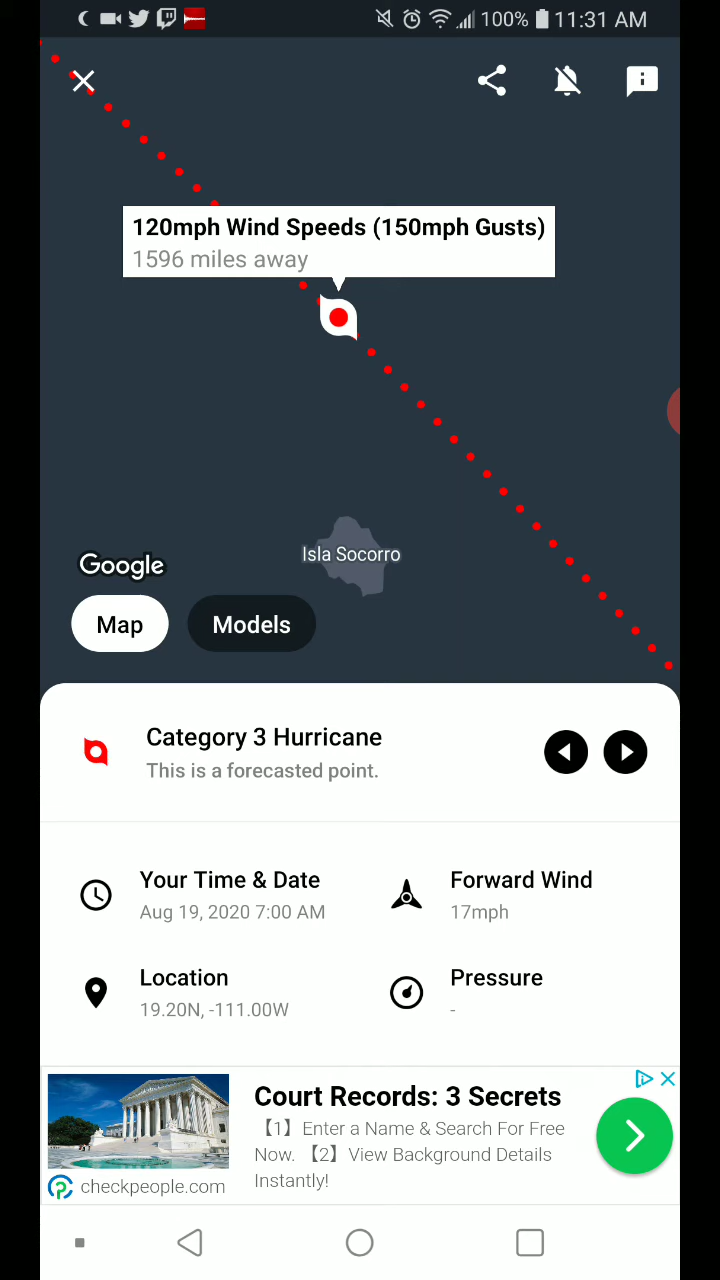 100% 11:31 AM
120mph Wind Speeds (150mph Gusts)
1596 miles away
Isla Socorro
Google
Map
Models
Category 3 Hurricane
This is a forecasted point.
Your Time & Date
Aug 19, 2020 7:00 AM
Forward Wind
17mph
Location
19.20N, -111.00W
Pressure
-
Court Records: 3 Secrets
【1】Enter a Name & Search For Free
Now. 【2】View Background Details
Instantly!
checkpeople.com